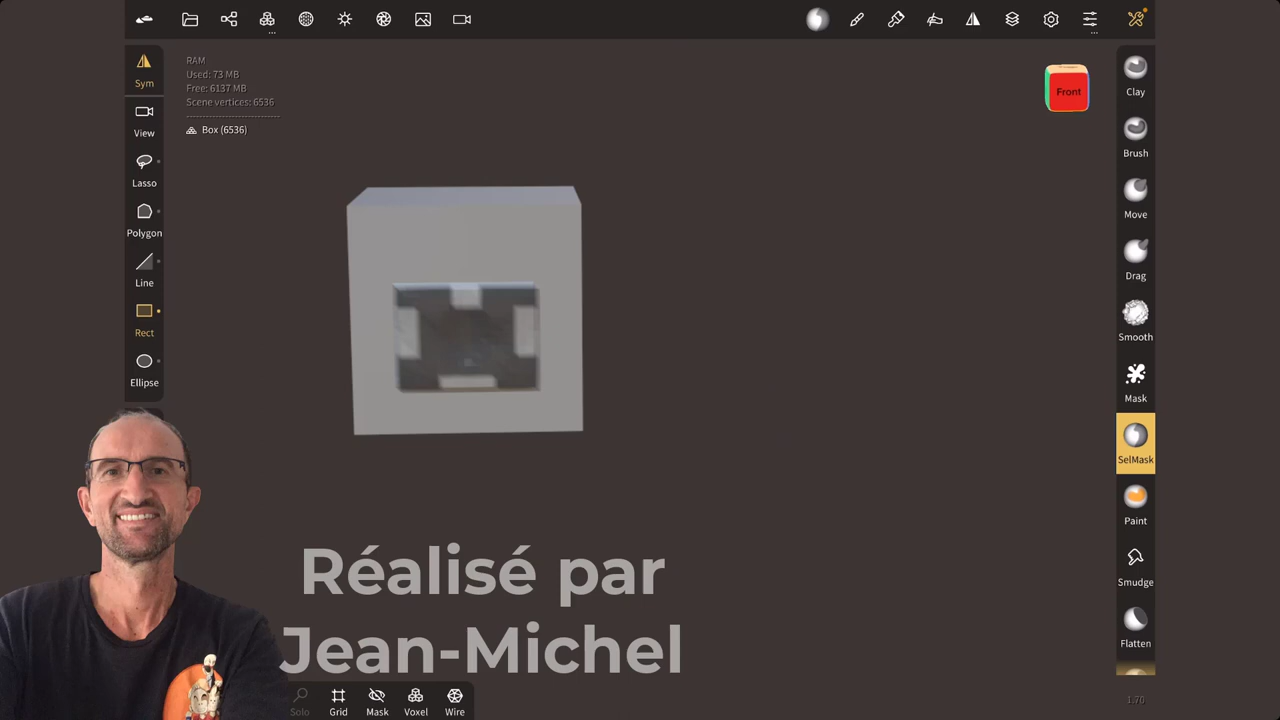 RAM
Used: 73 MB
Free: 6137 MB
Scene vertices: 6536
Box (6536)
Front
Sym
View
Lasso
Polygon
Line
Rect
Ellipse
Clay
Brush
Move
Drag
Smooth
Mask
SelMask
Paint
Smudge
Flatten
Réalisé par
Jean-Michel
Solo
Grid
Mask
Voxel
Wire
1.70